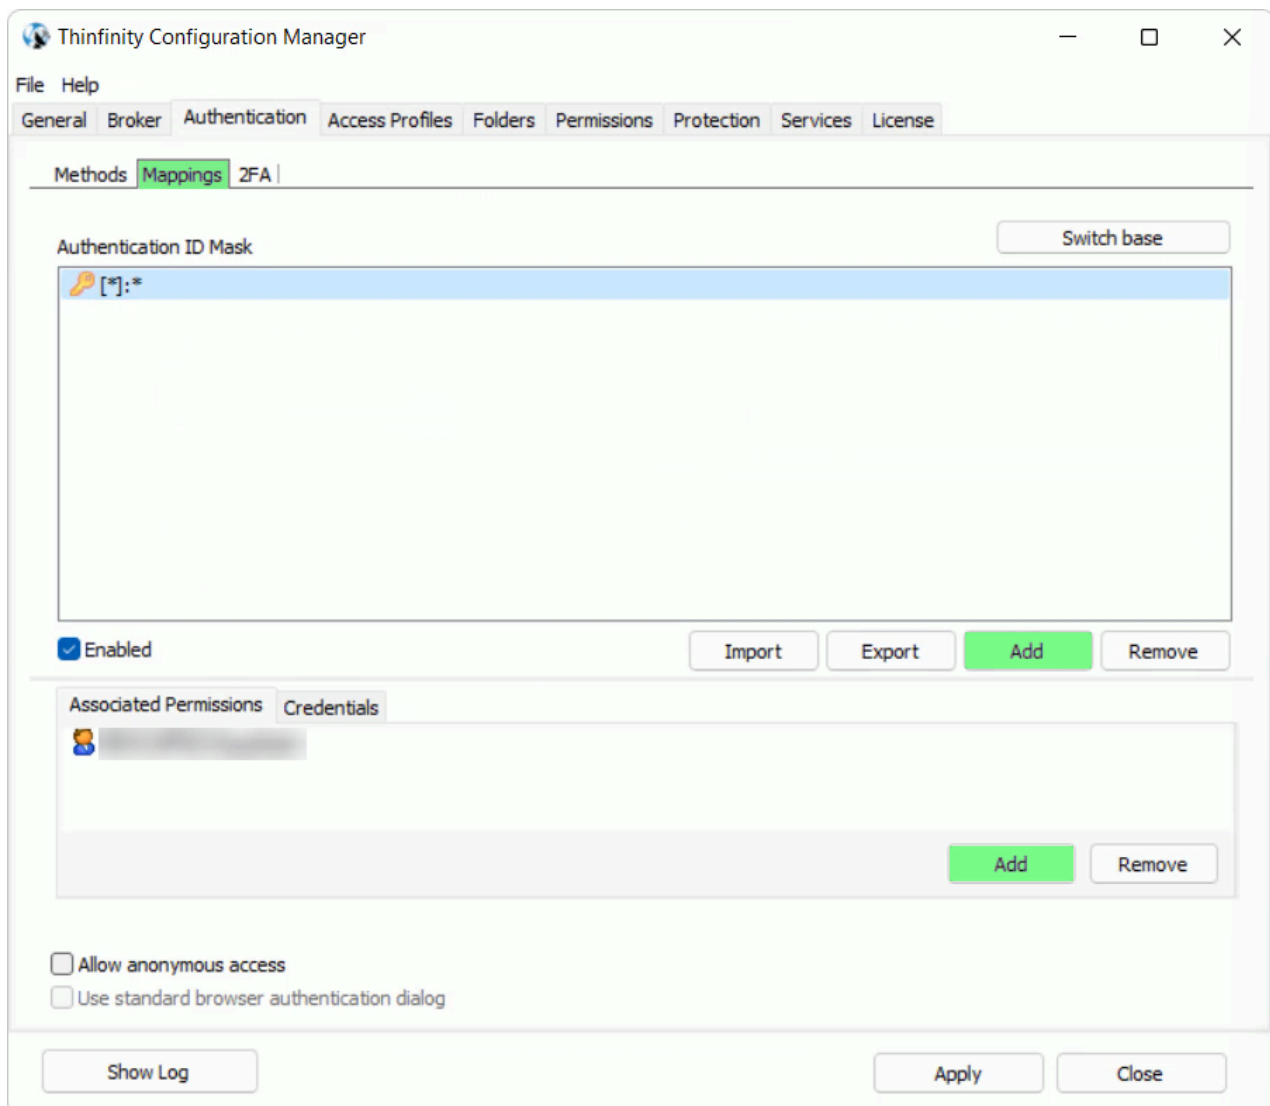 Thinfinity Configuration Manager
File Help
General Broker Authentication Access Profiles Folders Permissions Protection Services License
Methods Mappings 2FA
Switch base
Authentication ID Mask
[*]:*
Enabled Import Export Add Remove
Associated Permissions Credentials
Add Remove
Allow anonymous access
Use standard browser authentication dialog
Show Log Apply Close